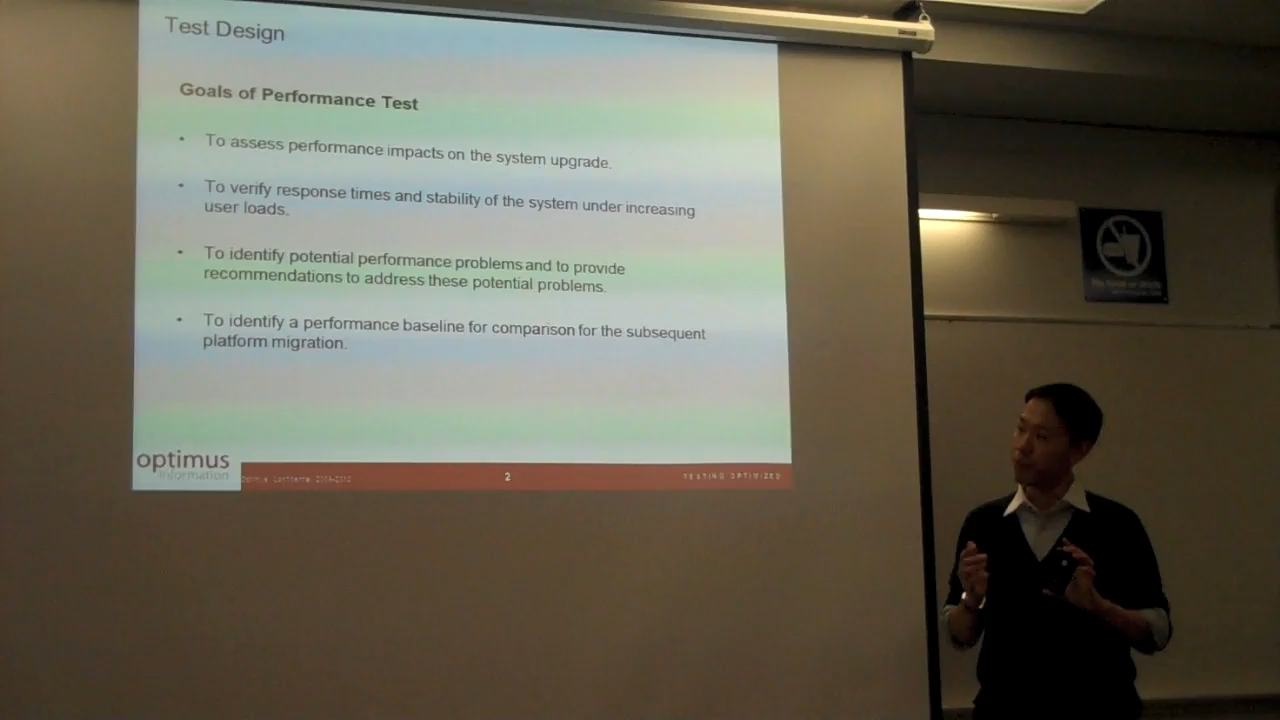 Test Design
Goals of Performance Test
• To assess performance impacts on the system upgrade.
• To verify response times and stability of the system under increasing
user loads.
• To identify potential performance problems and to provide
recommendations to address these potential problems.
• To identify a performance baseline for comparison for the subsequent
platform migration.
optimus
information
2
TESTING OPTIMIZED